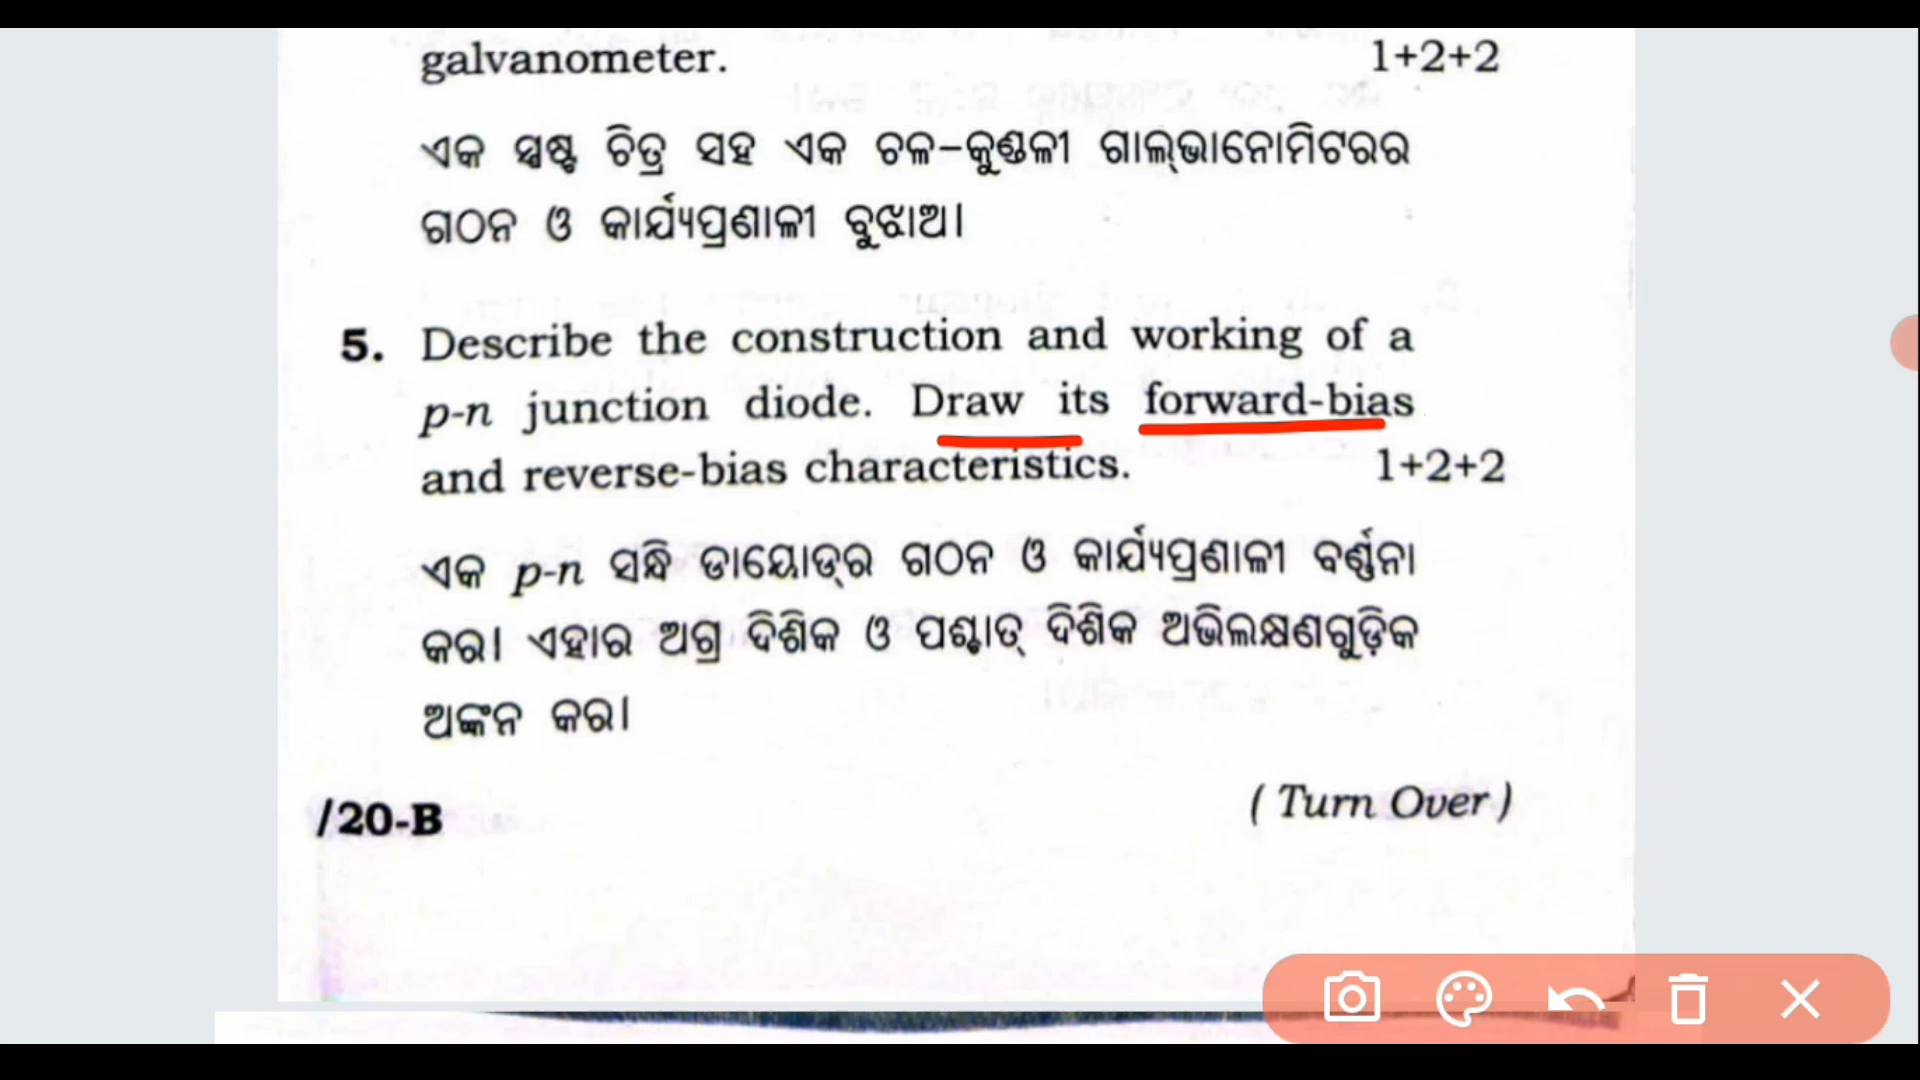 galvanometer. 1+2+2
ଏକ ସ୍ପଷ୍ଟ ଚିତ୍ର ସହ ଏକ ଚଳ-କୁଣ୍ଡଳୀ ଗାଲ୍‌ଭାନୋମିଟରର
ଗଠନ ଓ କାର୍ଯ୍ୟପ୍ରଣାଳୀ ବୁଝାଅ।
5. Describe the construction and working of a
p-n junction diode. Draw its forward-bias
and reverse-bias characteristics. 1+2+2
ଏକ p-n ସନ୍ଧି ଡାୟୋଡ୍‌ର ଗଠନ ଓ କାର୍ଯ୍ୟପ୍ରଣାଳୀ ବର୍ଣ୍ଣନା
କର। ଏହାର ଅଗ୍ର ଦିଶିକ ଓ ପଶ୍ଚାତ୍ ଦିଶିକ ଅଭିଲକ୍ଷଣଗୁଡ଼ିକ
ଅଙ୍କନ କର।
/20-B ( Turn Over )